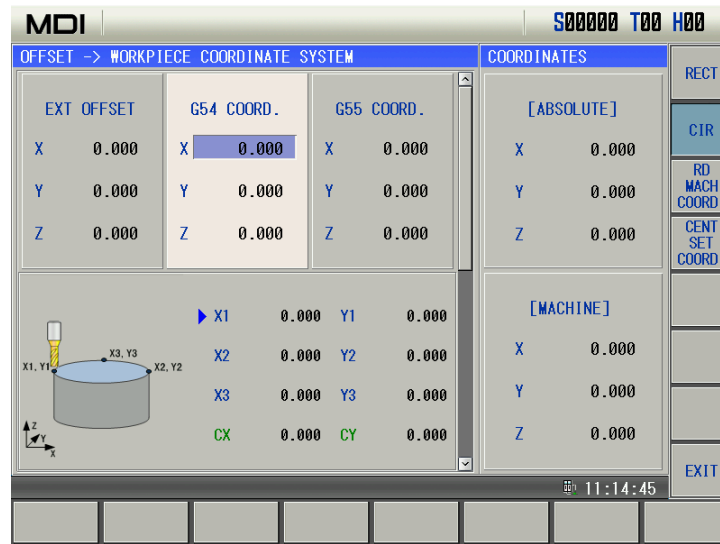 MDI S00000 T00 H00
OFFSET -> WORKPIECE COORDINATE SYSTEM
COORDINATES
EXT OFFSET G54 COORD. G55 COORD.
X 0.000 X 0.000 X 0.000
Y 0.000 Y 0.000 Y 0.000
Z 0.000 Z 0.000 Z 0.000
[ABSOLUTE]
X 0.000
Y 0.000
Z 0.000
X1, Y1
X3, Y3
X2, Y2
Z
Y
X
X1 0.000 Y1 0.000
X2 0.000 Y2 0.000
X3 0.000 Y3 0.000
CX 0.000 CY 0.000
[MACHINE]
X 0.000
Y 0.000
Z 0.000
11:14:45
RECT
CIR
RD
MACH
COORD
CENT
SET
COORD
EXIT